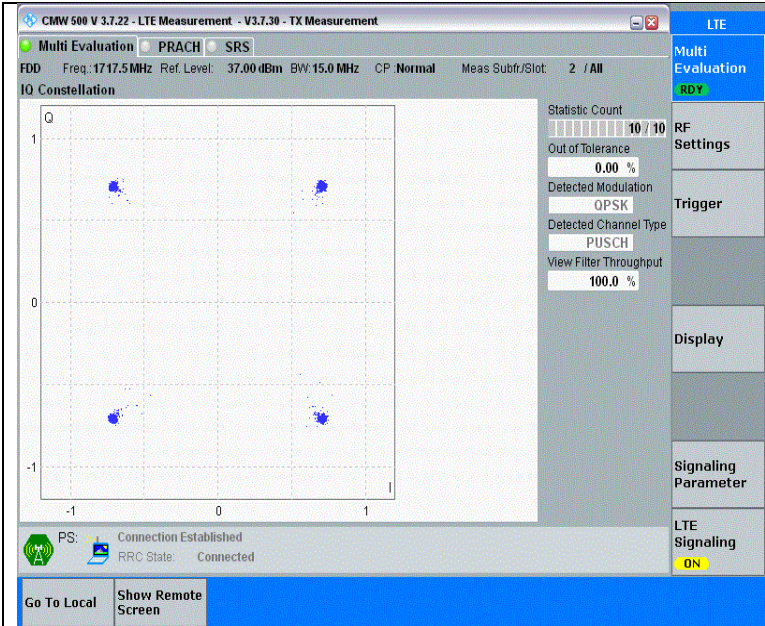 CMW 500 V 3.7.22 - LTE Measurement - V3.7.30 - TX Measurement
LTE
Multi Evaluation PRACH SRS
FDD Freq.: 1717.5 MHz Ref. Level: 37.00 dBm BW: 15.0 MHz CP : Normal Meas Subfr./Slot: 2 / All
IQ Constellation
Q
1
0
-1
-1 0 1
I
Statistic Count
10 / 10
Out of Tolerance
0.00 %
Detected Modulation
QPSK
Detected Channel Type
PUSCH
View Filter Throughput
100.0 %
Multi
Evaluation
RDY
RF
Settings
Trigger
Display
Signaling
Parameter
LTE
Signaling
ON
PS: Connection Established
RRC State: Connected
Go To Local
Show Remote
Screen